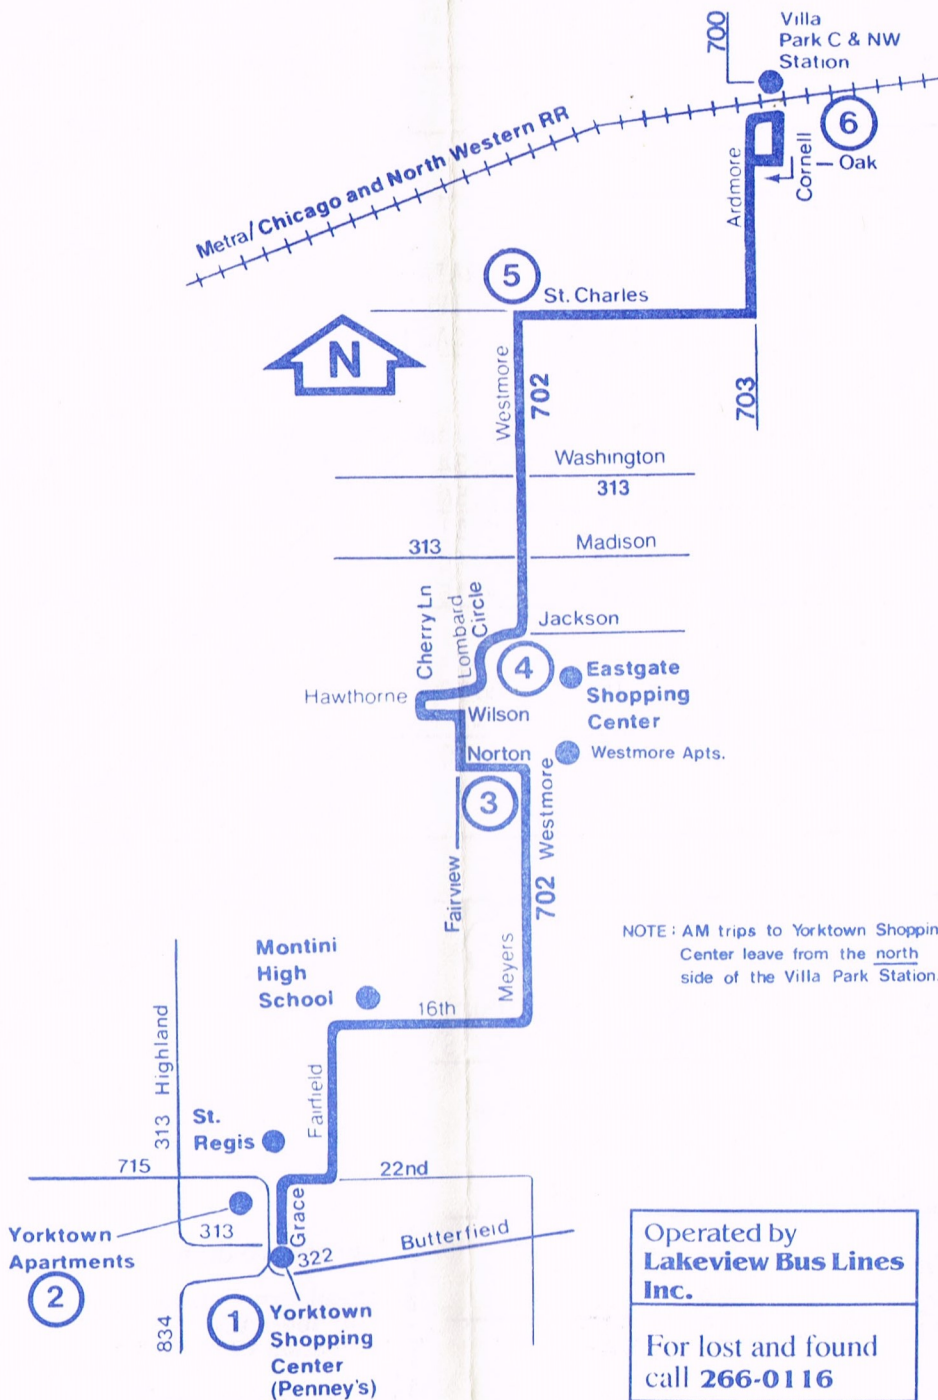 700
Villa
Park C & NW
Station
Metra/Chicago and North Western RR
6
Ardmore
Cornell
Oak
5
St. Charles
N
Westmore
702
703
Washington
313
313
Madison
Cherry Ln
Lombard
Circle
Jackson
4
Eastgate
Shopping
Center
Hawthorne
Wilson
Norton
Westmore Apts.
3
702 Westmore
Fairview
Meyers
NOTE: AM trips to Yorktown Shoppin
Center leave from the north
side of the Villa Park Station.
Montini
High
School
16th
313 Highland
Fairfield
St.
Regis
715
22nd
Yorktown
Apartments
2
313
Grace
322
Butterfield
834
1
Yorktown
Shopping
Center
(Penney's)
Operated by
Lakeview Bus Lines
Inc.
For lost and found
call 266-0116